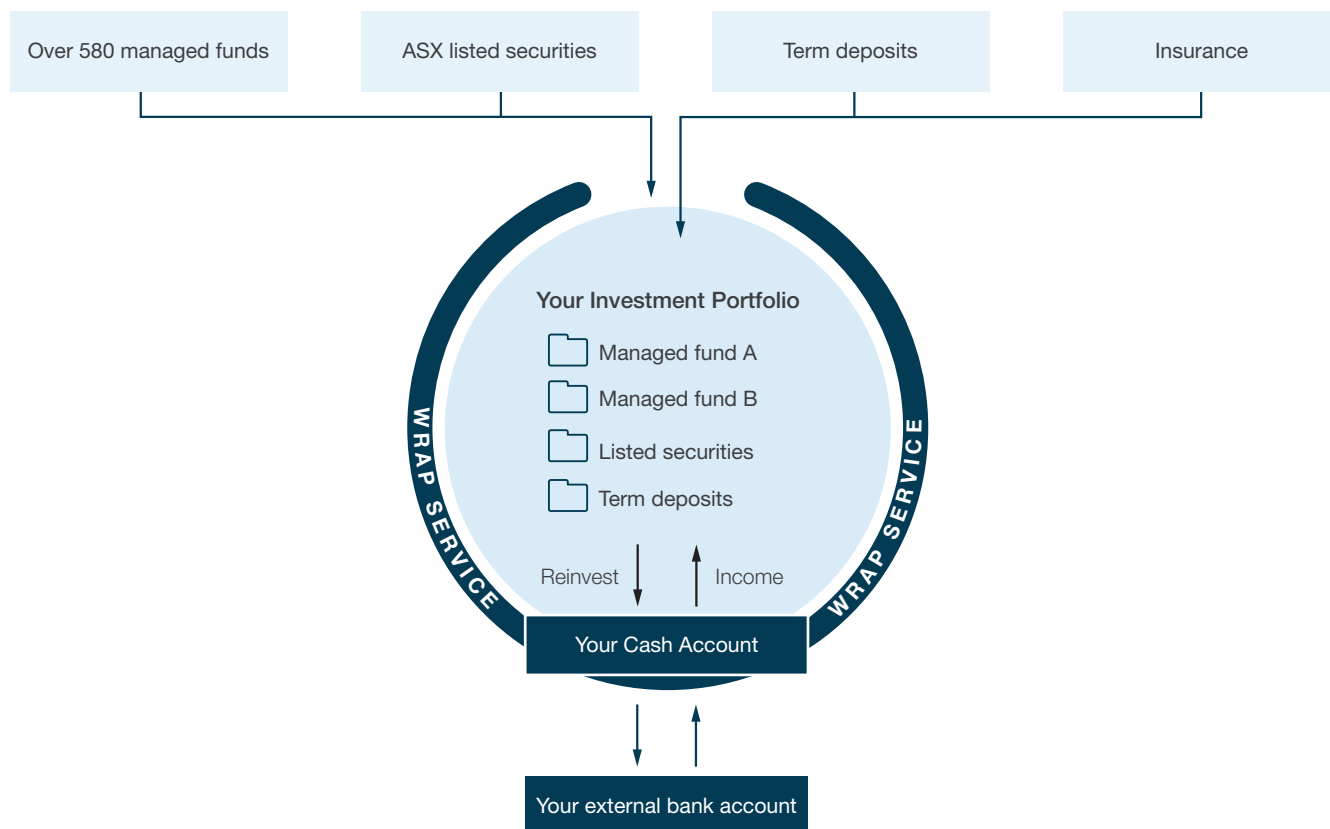 Over 580 managed funds
ASX listed securities
Term deposits
Insurance
Your Investment Portfolio
Managed fund A
Managed fund B
Listed securities
Term deposits
Reinvest
Income
WRAP SERVICE
WRAP SERVICE
Your Cash Account
Your external bank account